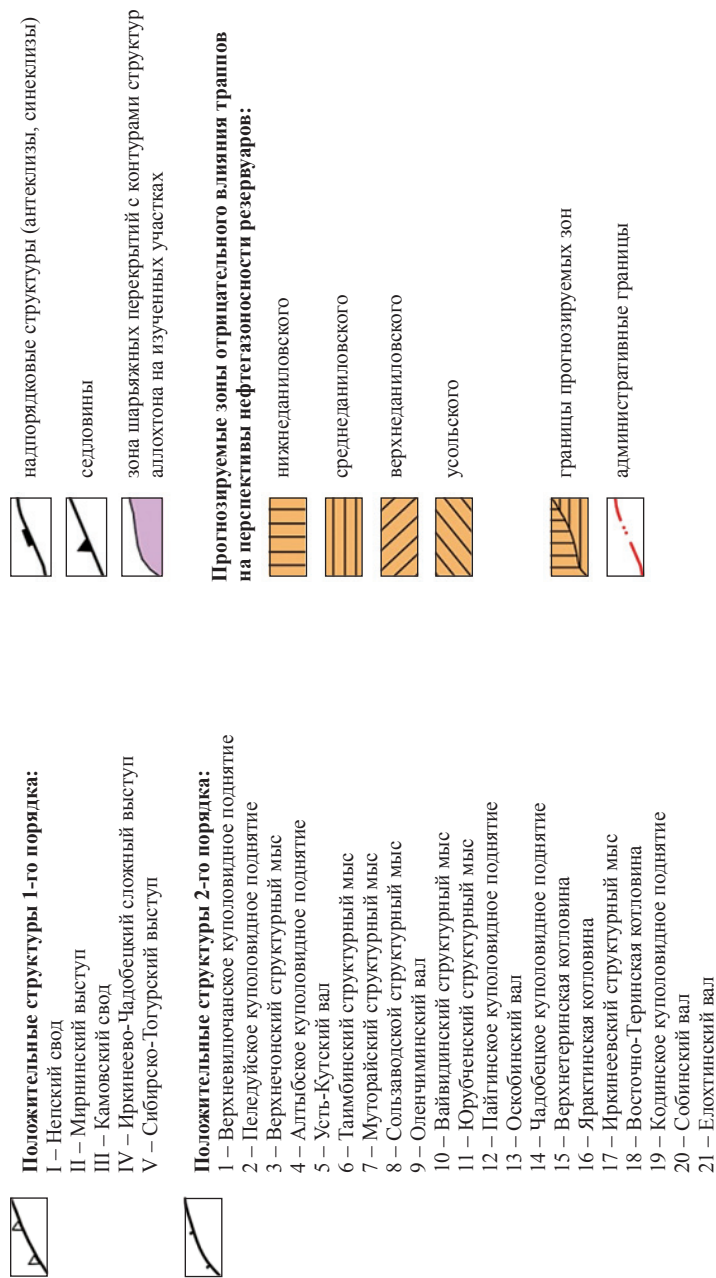 Положительные структуры 1-го порядка:
I – Непский свод
II – Мирнинский выступ
III – Камовский свод
IV – Иркинеево-Чадобецкий сложный выступ
V – Сибирско-Тогурский выступ
Положительные структуры 2-го порядка:
1 – Верхневилючанское куполовидное поднятие
2 – Пеледуйское куполовидное поднятие
3 – Верхнечонский структурный мыс
4 – Алтыбское куполовидное поднятие
5 – Усть-Кутский вал
6 – Таимбинский структурный мыс
7 – Муторайский структурный мыс
8 – Сользаводской структурный мыс
9 – Оленчиминский вал
10 – Вайвидинский структурный мыс
11 – Юрубченский структурный мыс
12 – Пайгинское куполовидное поднятие
13 – Оскобинский вал
14 – Чадобецкое куполовидное поднятие
15 – Верхнетеринская котловина
16 – Ярактинская котловина
17 – Иркинеевский структурный мыс
18 – Восточно-Теринская котловина
19 – Кодинское куполовидное поднятие
20 – Собинский вал
21 – Елохтинский вал
надпорядковые структуры (антеклизы, синеклизы)
седловины
зона шарьяжных перекрытий с контурами структур
аллохтона на изученных участках
Прогнозируемые зоны отрицательного влияния траппов
на перспективы нефтегазоносности резервуаров:
нижнеданиловского
среднеданиловского
верхнеданиловского
усольского
границы прогнозируемых зон
административные границы